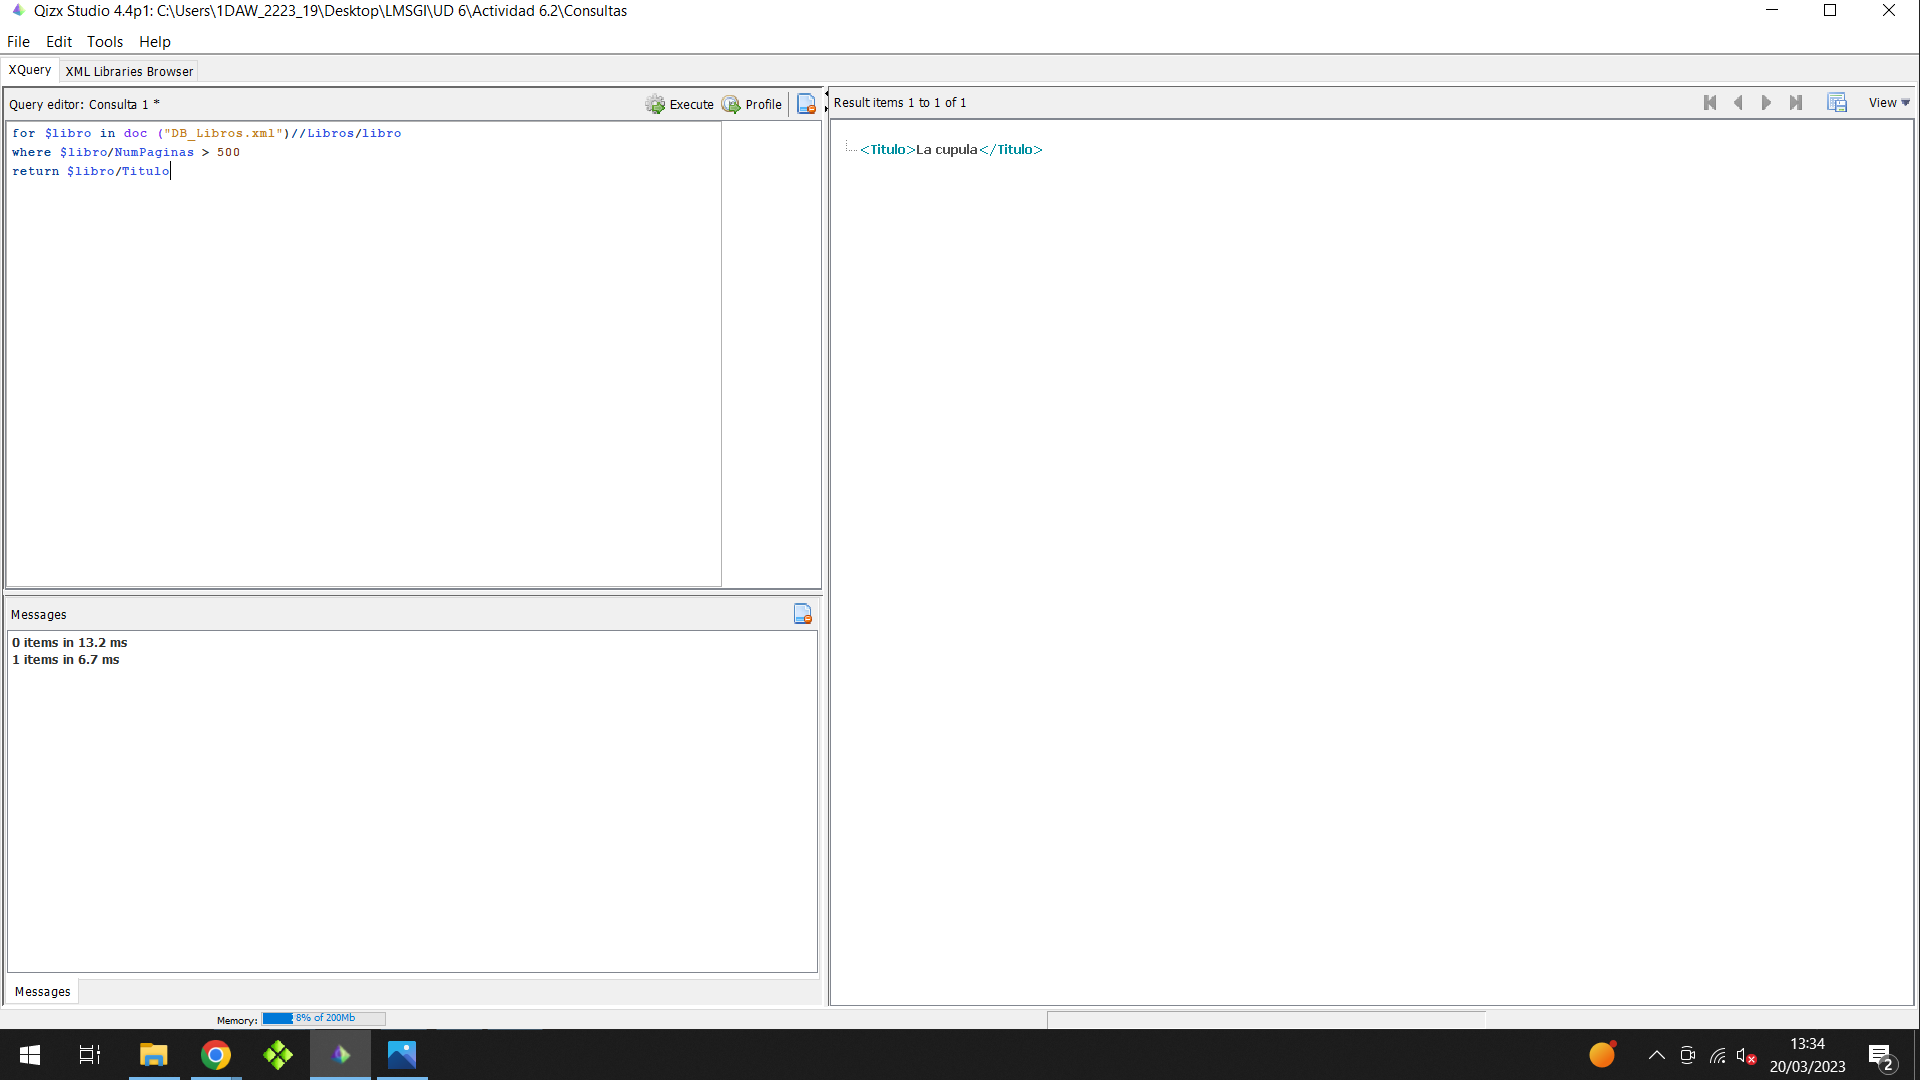 Qizx Studio 4.4p1: C:\Users\1DAW_2223_19\Desktop\LMSGI\UD 6\Actividad 6.2\Consultas
File Edit Tools Help
XQuery XML Libraries Browser
Query editor: Consulta 1 * Execute Profile
for $libro in doc ("DB_Libros.xml")//Libros/libro
where $libro/NumPaginas > 500
return $libro/Titulo
Result items 1 to 1 of 1 View
<Titulo>La cupula</Titulo>
Messages
0 items in 13.2 ms
1 items in 6.7 ms
Messages
Memory: 8% of 200Mb
13:34
20/03/2023
2